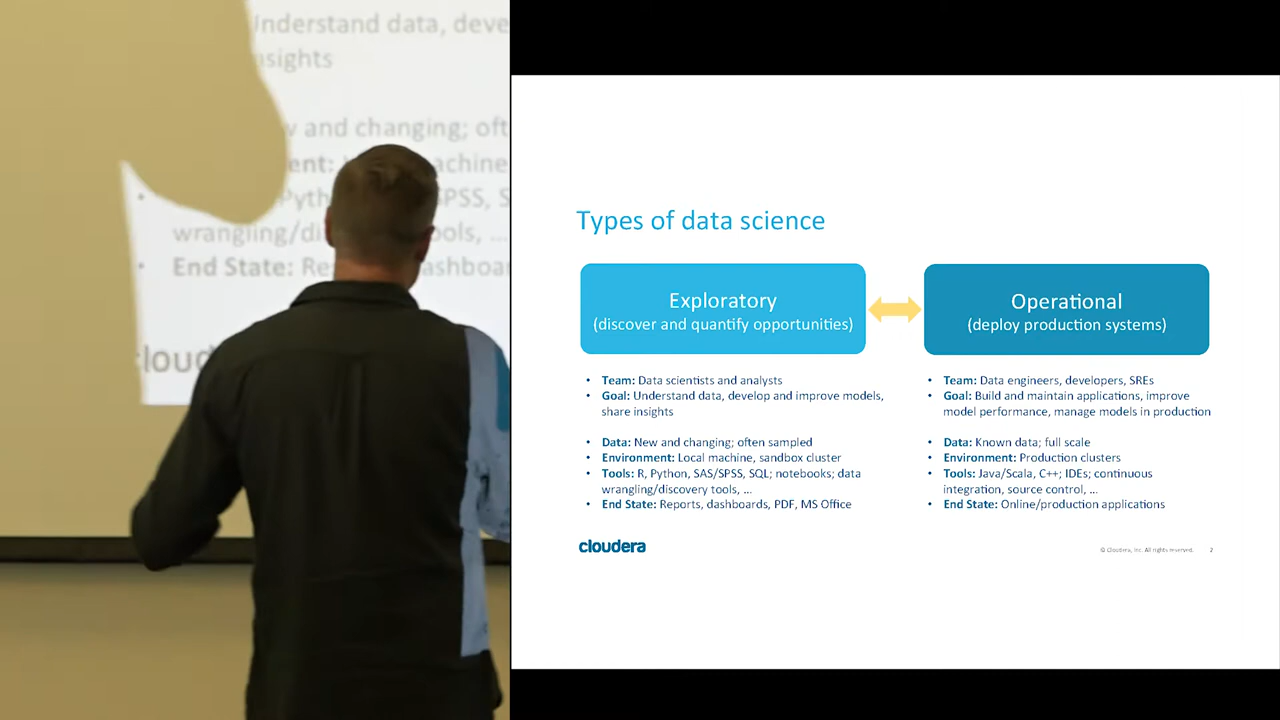 Understand data, deve
insights
w and changing; oft
ent: machine
Pyth SPSS, S
wrangling/di ools, ...
End State: Re ashboa
cloud
Types of data science
Exploratory
(discover and quantify opportunities)
Operational
(deploy production systems)
• Team: Data scientists and analysts
• Goal: Understand data, develop and improve models,
share insights
• Data: New and changing; often sampled
• Environment: Local machine, sandbox cluster
• Tools: R, Python, SAS/SPSS, SQL; notebooks; data
wrangling/discovery tools, ...
• End State: Reports, dashboards, PDF, MS Office
• Team: Data engineers, developers, SREs
• Goal: Build and maintain applications, improve
model performance, manage models in production
• Data: Known data; full scale
• Environment: Production clusters
• Tools: Java/Scala, C++; IDEs; continuous
integration, source control, ...
• End State: Online/production applications
cloudera
© Cloudera, Inc. All rights reserved. 2